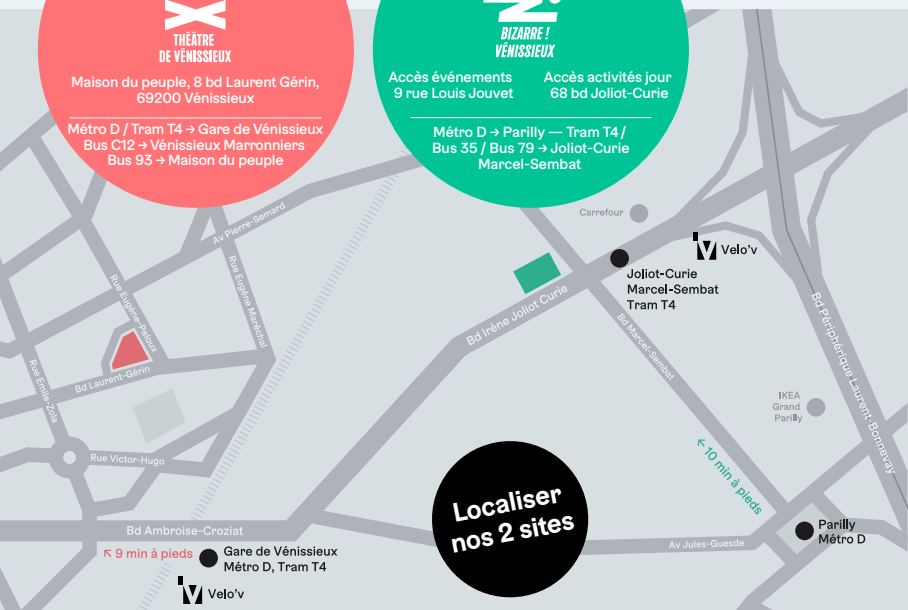 THÉÂTRE
DE VÉNISSIEUX
Maison du peuple, 8 bd Laurent Gérin,
69200 Vénissieux
Métro D / Tram T4 → Gare de Vénissieux
Bus C12 → Vénissieux Marronniers
Bus 93 → Maison du peuple
BIZARRE !
VÉNISSIEUX
Accès événements
9 rue Louis Jouvet
Accès activités jour
68 bd Joliot-Curie
Métro D → Parilly — Tram T4 /
Bus 35 / Bus 79 → Joliot-Curie
Marcel-Sembat
Carrefour
Velo'v
Joliot-Curie
Marcel-Sembat
Tram T4
Av Pierre-Semard
Rue Eugène-Peloux
Rue Eugène Maréchal
Bd Irène Joliot Curie
Bd Marcel-Sembat
Bd Périphérique Laurent-Bonnevay
Rue Emile-Zola
Bd Laurent-Gérin
IKEA
Grand
Parilly
Rue Victor-Hugo
↖ 10 min à pieds
Localiser
nos 2 sites
Bd Ambroise-Croziat
Av Jules-Guesde
Parilly
Métro D
↖ 9 min à pieds
Gare de Vénissieux
Métro D, Tram T4
Velo'v